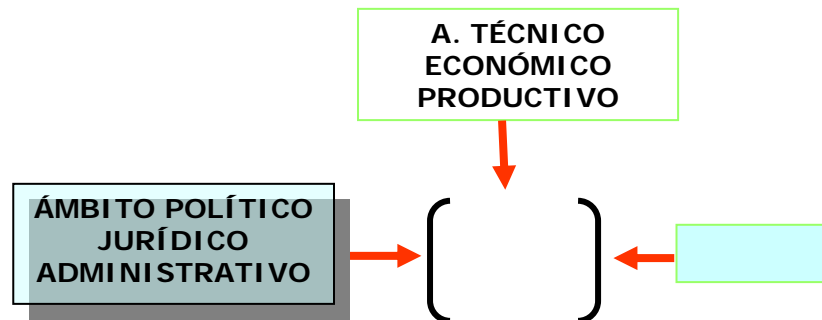 A. TÉCNICO
ECONÓMICO
PRODUCTIVO
ÁMBITO POLÍTICO
JURÍDICO
ADMINISTRATIVO